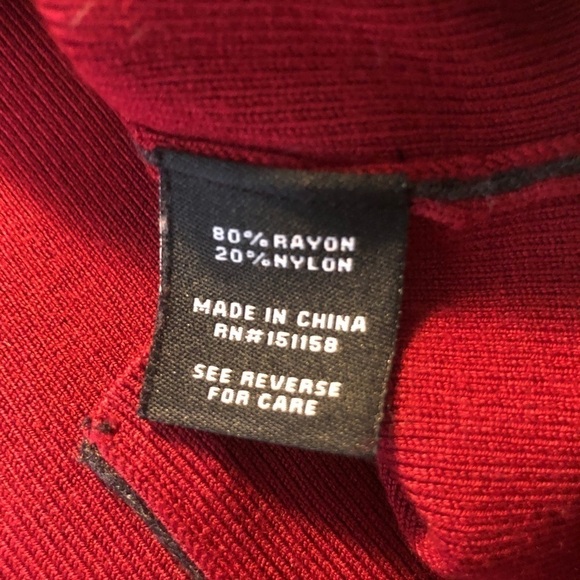 80% RAYON
20% NYLON
MADE IN CHINA
RN#151158
SEE REVERSE
FOR CARE